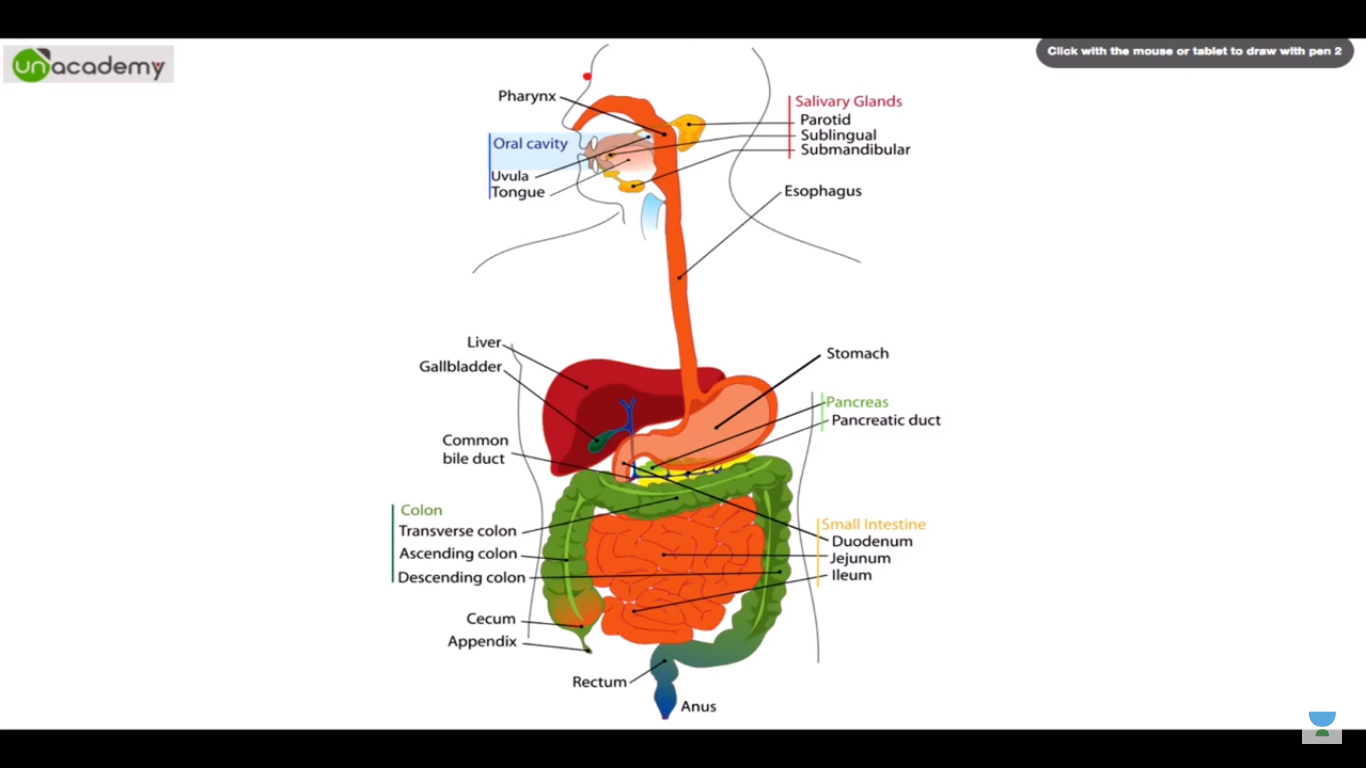 unacademy
Click with the mouse or tablet to draw with pen 2
Pharynx
Oral cavity
Uvula
Tongue
Salivary Glands
Parotid
Sublingual
Submandibular
Esophagus
Liver
Gallbladder
Common
bile duct
Stomach
Pancreas
Pancreatic duct
Colon
Transverse colon
Ascending colon
Descending colon
Small Intestine
Duodenum
Jejunum
Ileum
Cecum
Appendix
Rectum
Anus